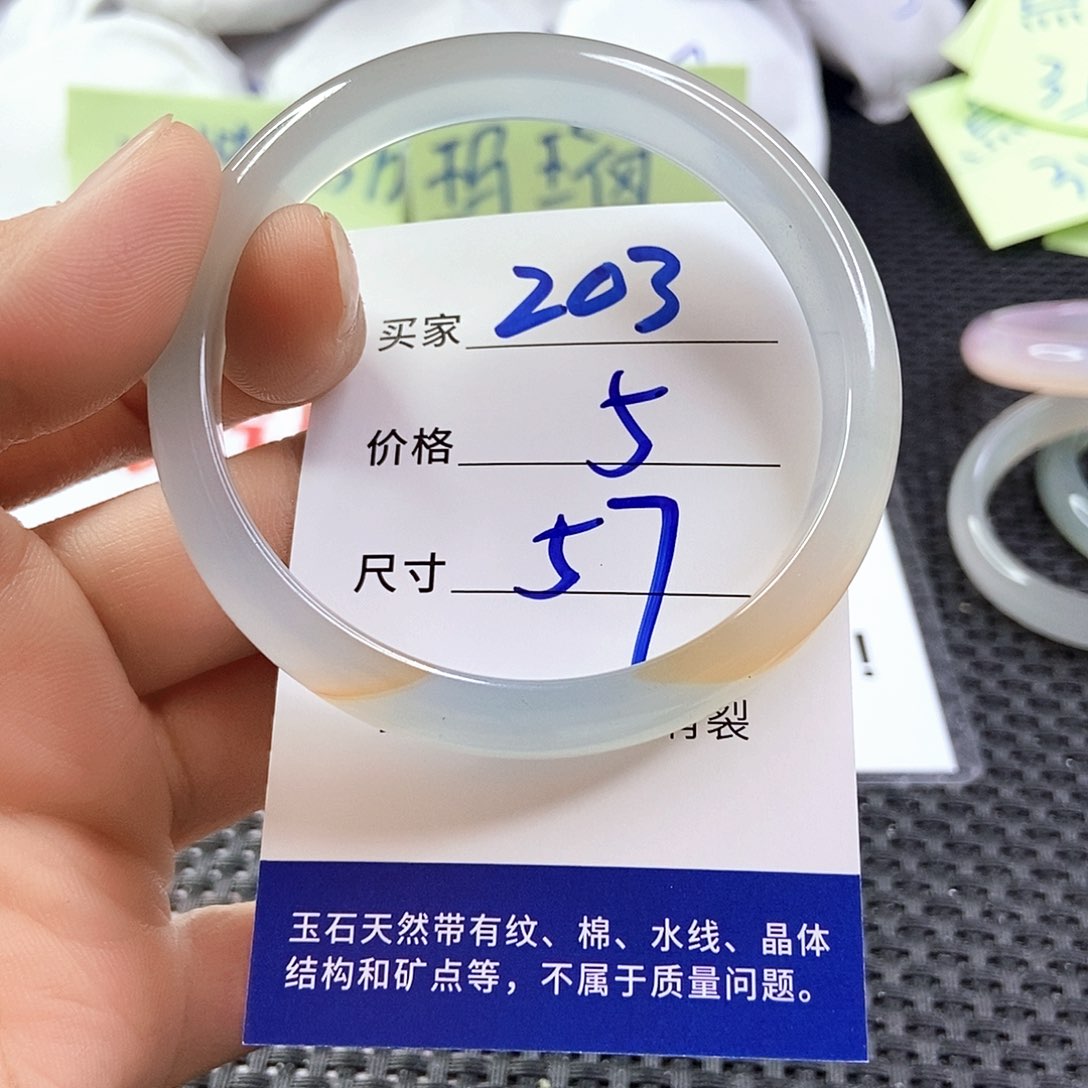 买家 203
价格 5
尺寸 57
裂
玉石天然带有纹、棉、水线、晶体
结构和矿点等，不属于质量问题。
!